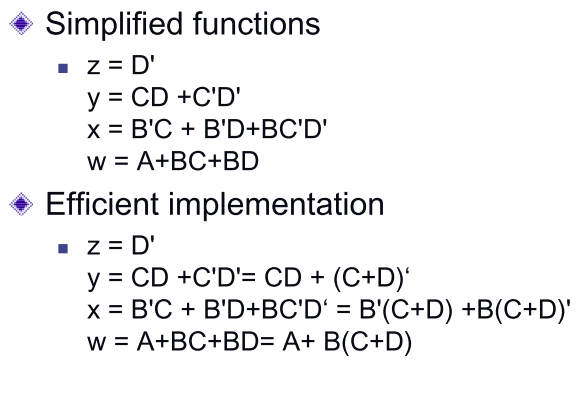 Simplified functions
z = D'
y = CD +C'D'
x = B'C + B'D+BC'D'
w = A+BC+BD
Efficient implementation
z = D'
y = CD +C'D'= CD + (C+D)‘
x = B'C + B'D+BC'D‘ = B'(C+D) +B(C+D)'
w = A+BC+BD= A+ B(C+D)